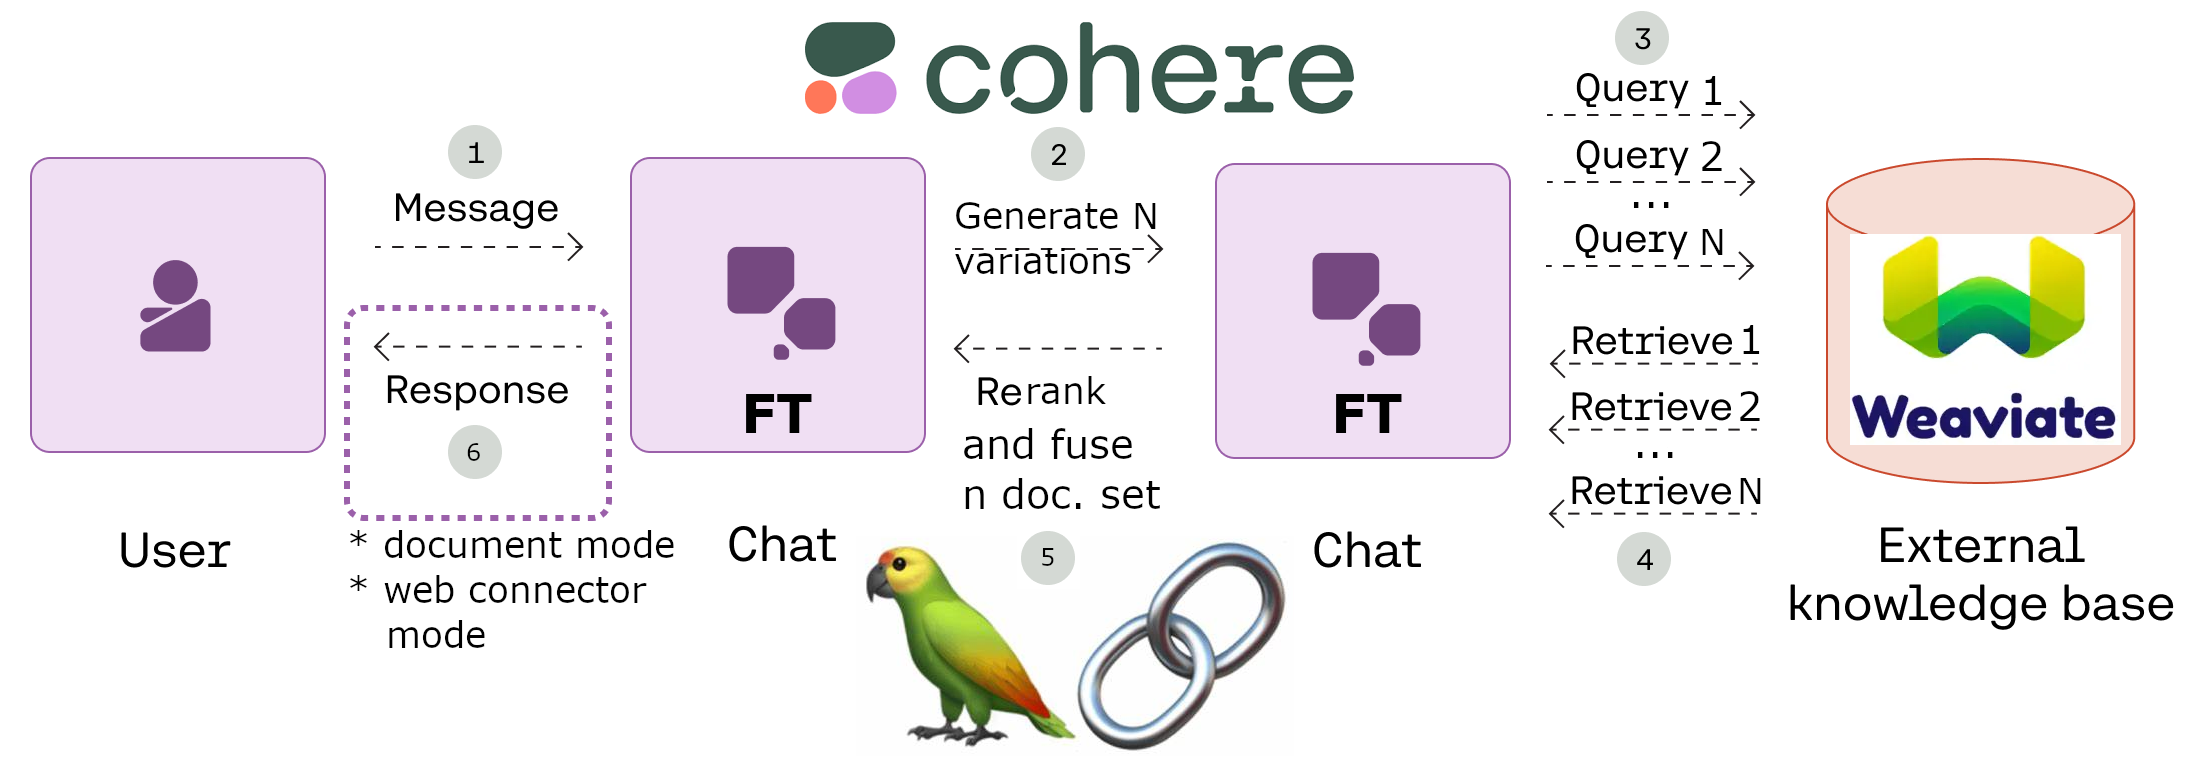 cohere
1
Message
Response
6
User
* document mode
* web connector
mode
FT
Chat
2
Generate N
variations
Rerank
and fuse
n doc. set
5
FT
Chat
3
Query 1
Query 2
...
Query N
Retrieve 1
Retrieve 2
...
Retrieve N
4
Weaviate
External
knowledge base